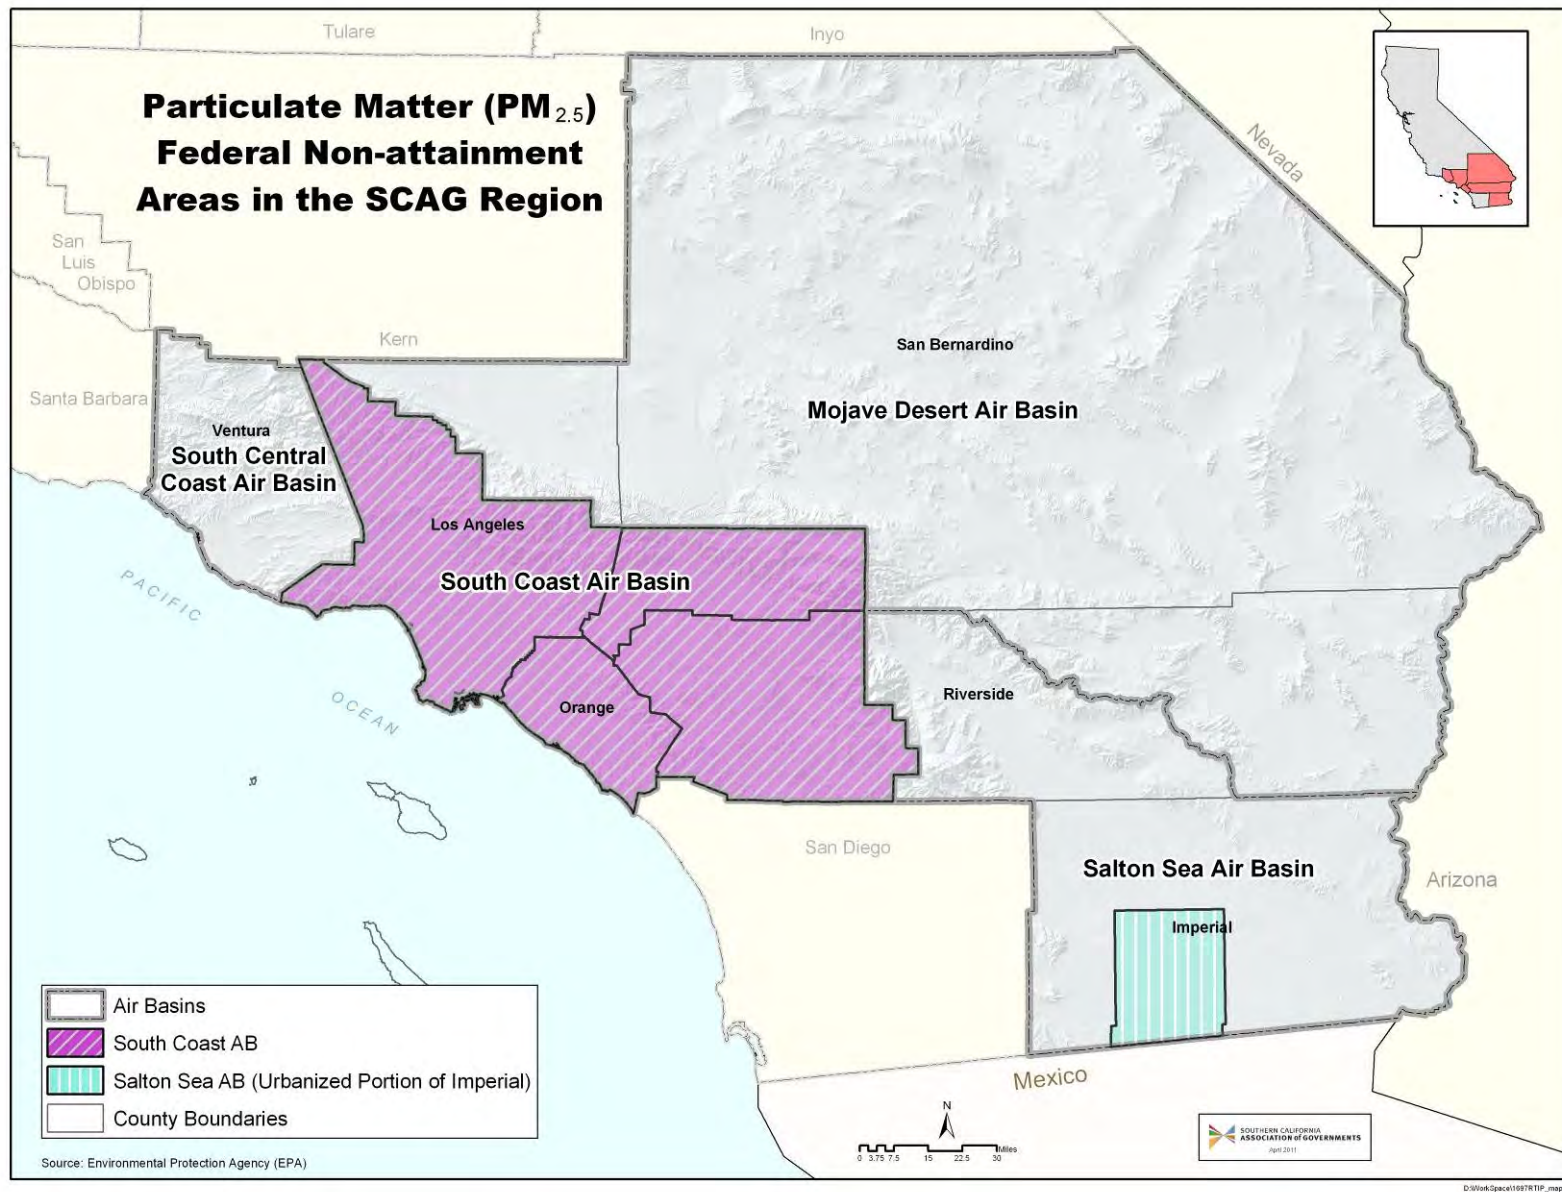 Tulare
Inyo
Particulate Matter (PM 2.5)
Federal Non-attainment
Areas in the SCAG Region
Nevada
San
Luis
Obispo
Kern
San Bernardino
Santa Barbara
Mojave Desert Air Basin
Ventura
South Central
Coast Air Basin
Los Angeles
South Coast Air Basin
PACIFIC
OCEAN
Orange
Riverside
San Diego
Salton Sea Air Basin
Arizona
Imperial
Air Basins
South Coast AB
Salton Sea AB (Urbanized Portion of Imperial)
County Boundaries
Mexico
N
Miles
0 3.75 7.5 15 22.5 30
SOUTHERN CALIFORNIA
ASSOCIATION of GOVERNMENTS
April 2011
Source: Environmental Protection Agency (EPA)
D:\WorkSpace\1697RTIP_map